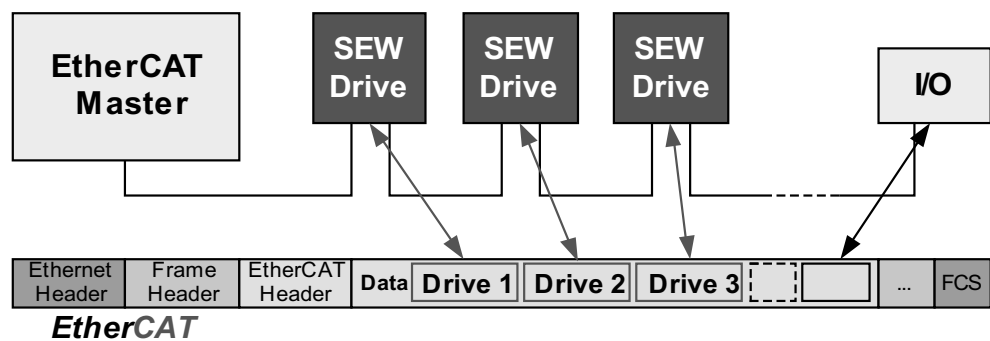 EtherCAT
Master
SEW
Drive
SEW
Drive
SEW
Drive
I/O
Ethernet
Header
Frame
Header
EtherCAT
Header
Data
Drive 1
Drive 2
Drive 3
...
FCS
EtherCAT